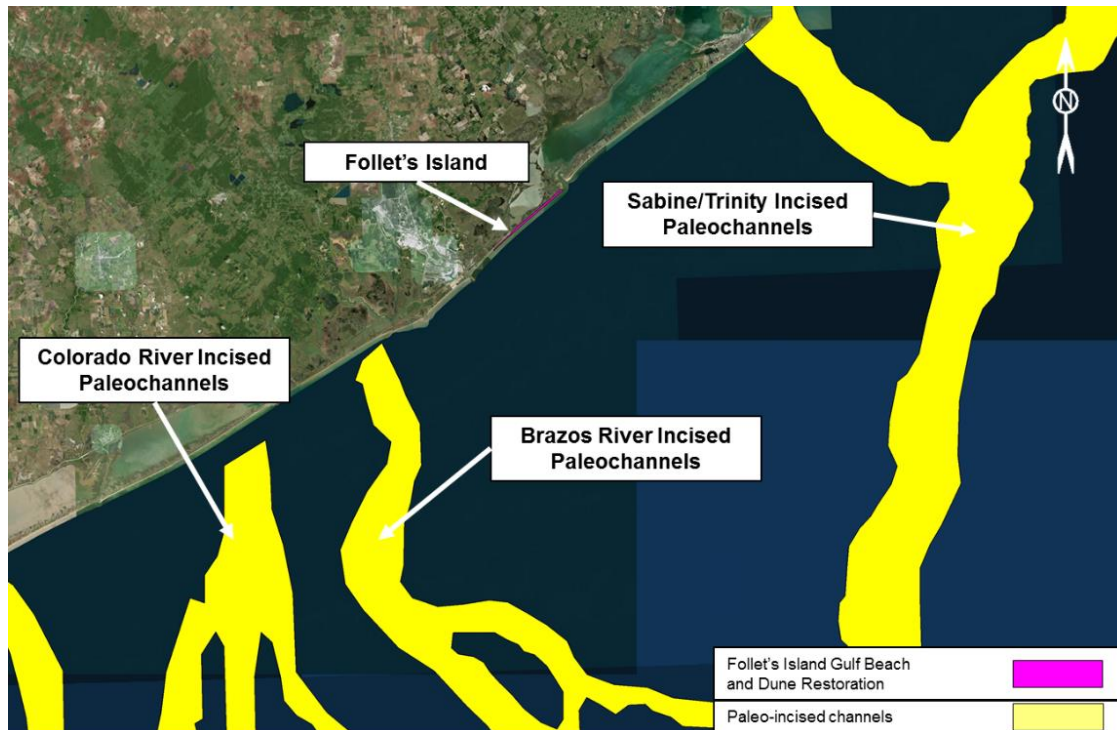 Follet's Island
Sabine/Trinity Incised
Paleochannels
Colorado River Incised
Paleochannels
Brazos River Incised
Paleochannels
N
Follet's Island Gulf Beach
and Dune Restoration
Paleo-incised channels